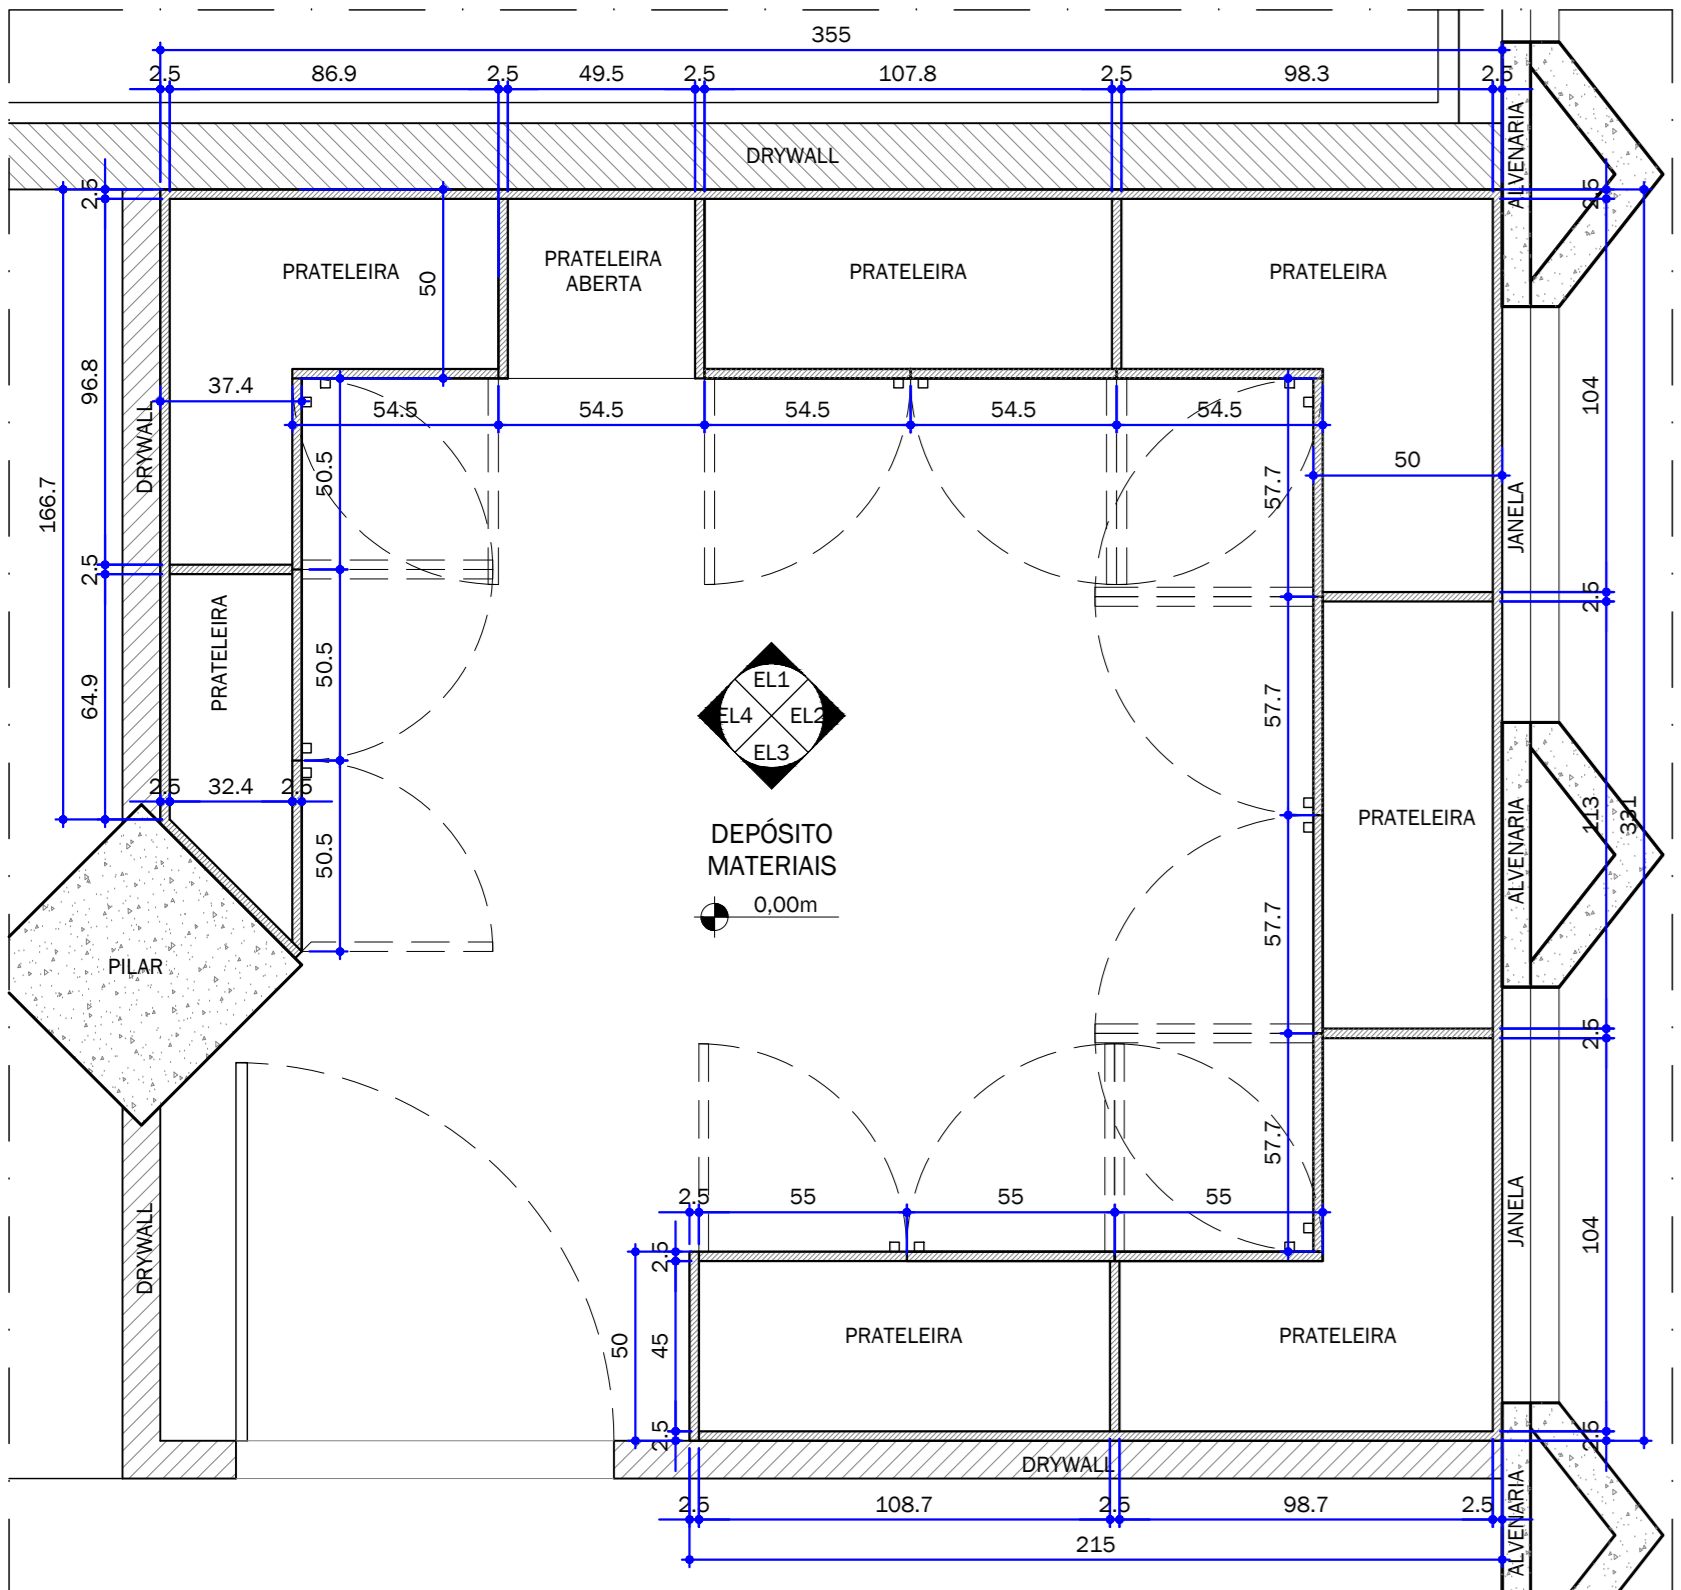 355
2.5 86.9 2.5 49.5 2.5 107.8 2.5 98.3 2.5
DRYWALL
ALVENARIA
2.5
2.5
PRATELEIRA
PRATELEIRA
ABERTA
PRATELEIRA
PRATELEIRA
50
96.8
37.4
104
54.5 54.5 54.5 54.5 54.5
DRYWALL
50.5
57.7
50
166.7
JANELA
2.5
2.5
PRATELEIRA
50.5
57.7
64.9
EL1
EL4 EL2
EL3
2.5 32.4 2.5
PRATELEIRA
ALVENARIA
113
331
DEPÓSITO
MATERIAIS
0,00m
50.5
57.7
PILAR
2.5
57.7
2.5 55 55 55
DRYWALL
JANELA
104
2.5
50
45
PRATELEIRA
PRATELEIRA
2.5
2.5
DRYWALL
ALVENARIA
2.5 108.7 2.5 98.7 2.5
215